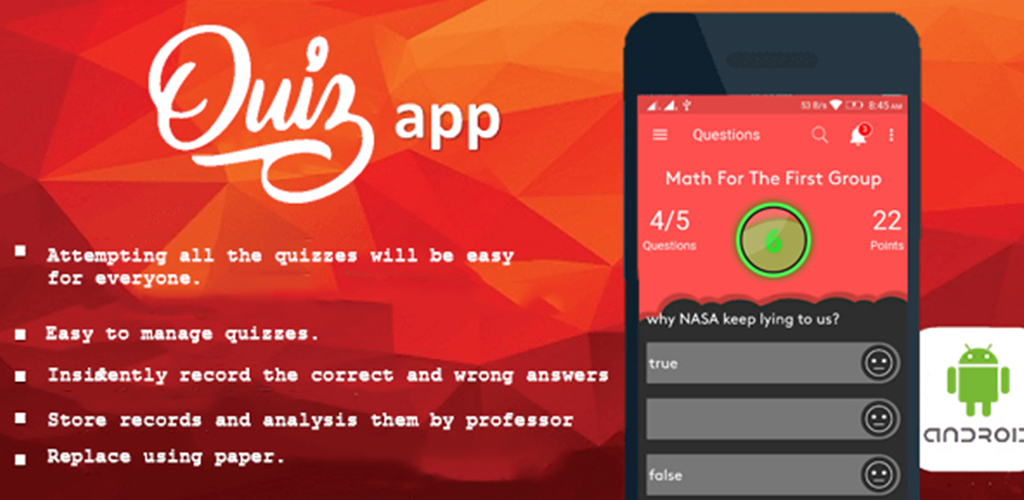 Quiz app
Attempting all the quizzes will be easy
for everyone.
Easy to manage quizzes.
record the correct and wrong answers
Store records and analysis them by professor
Replace using paper.
53 B/s 8:45 AM
Questions
3
Math For The First Group
4/5
Questions
6
22
Points
why NASA keep lying to us?
true
false
ANDROID